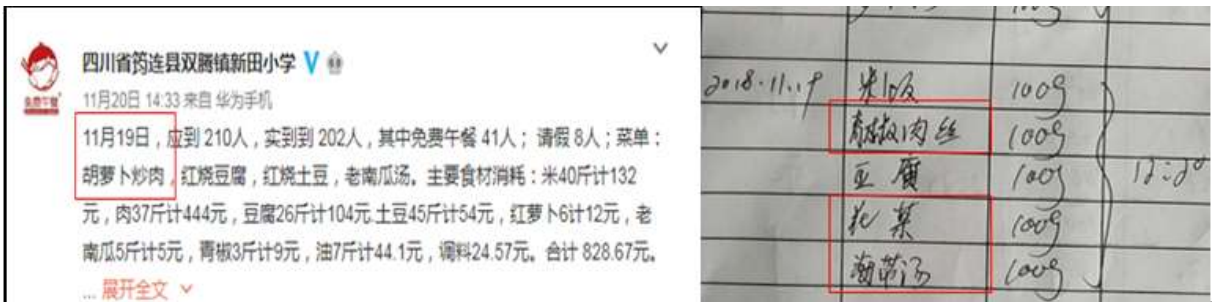 四川省筠连县双腾镇新田小学 V
11月20日 14:33 来自 华为手机
免费午餐
11月19日，应到 210人，实到到 202人，其中免费午餐 41人；请假 8人；菜单：
胡萝卜炒肉，红烧豆腐，红烧土豆，老南瓜汤。主要食材消耗：米40斤计132
元，肉37斤计444元，豆腐26斤计104元.土豆45斤计54元，红萝卜6计12元，老
南瓜5斤计5元，青椒3斤计9元，油7斤计44.1元，调料24.57元。合计 828.67元。
... 展开全文
100g
2018.11.19 米饭 100g
青椒肉丝 100g
豆腐 100g 12:20
花菜 100g
海带汤 100g